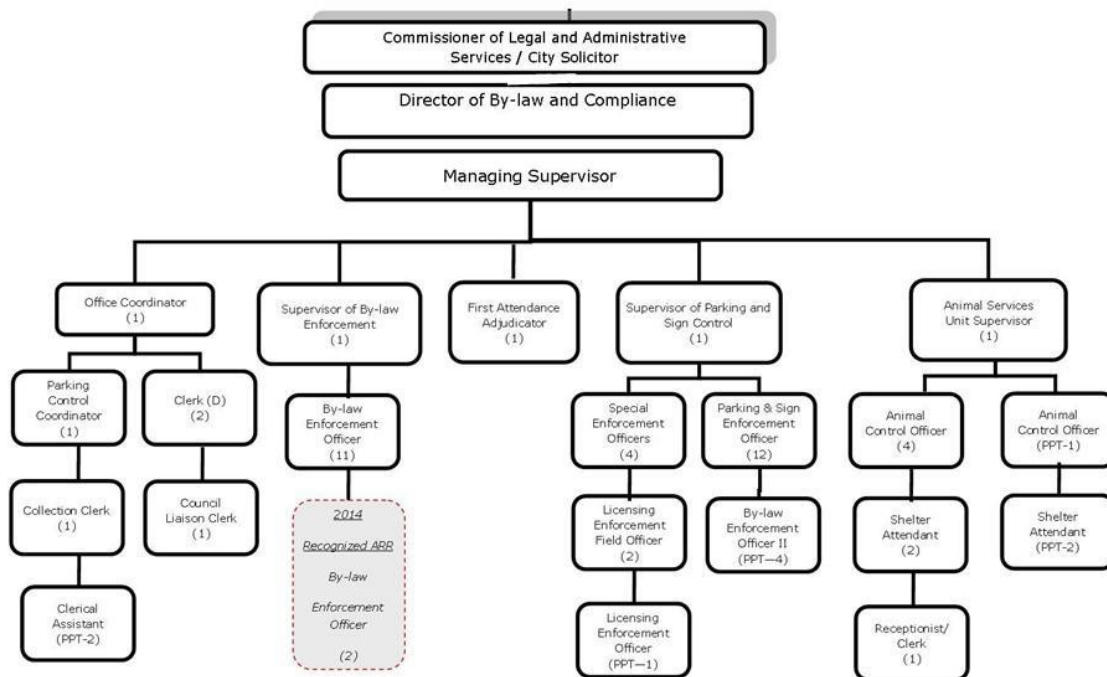 Commissioner of Legal and Administrative
Services / City Solicitor
Director of By-law and Compliance
Managing Supervisor
Office Coordinator
(1)
Supervisor of By-law
Enforcement
(1)
First Attendance
Adjudicator
(1)
Supervisor of Parking and
Sign Control
(1)
Animal Services
Unit Supervisor
(1)
Parking
Control
Coordinator
(1)
Clerk (D)
(2)
By-law
Enforcement
Officer
(11)
Special
Enforcement
Officers
(4)
Parking & Sign
Enforcement
Officer
(12)
Animal
Control Officer
(4)
Animal
Control Officer
(PPT-1)
Collection Clerk
(1)
Council
Liaison Clerk
(1)
2014
Recognized ARR
By-law
Enforcement
Officer
(2)
Licensing
Enforcement
Field Officer
(2)
By-law
Enforcement
Officer II
(PPT—4)
Shelter
Attendant
(2)
Shelter
Attendant
(PPT-2)
Clerical
Assistant
(PPT-2)
Licensing
Enforcement
Officer
(PPT—1)
Receptionist/
Clerk
(1)